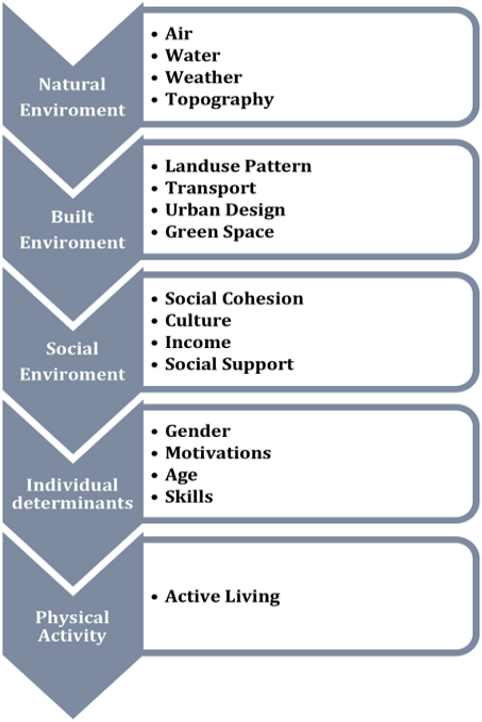 Natural
Enviroment
• Air
• Water
• Weather
• Topography
Built
Enviroment
• Landuse Pattern
• Transport
• Urban Design
• Green Space
Social
Enviroment
• Social Cohesion
• Culture
• Income
• Social Support
Individual
determinants
• Gender
• Motivations
• Age
• Skills
Physical
Activity
• Active Living